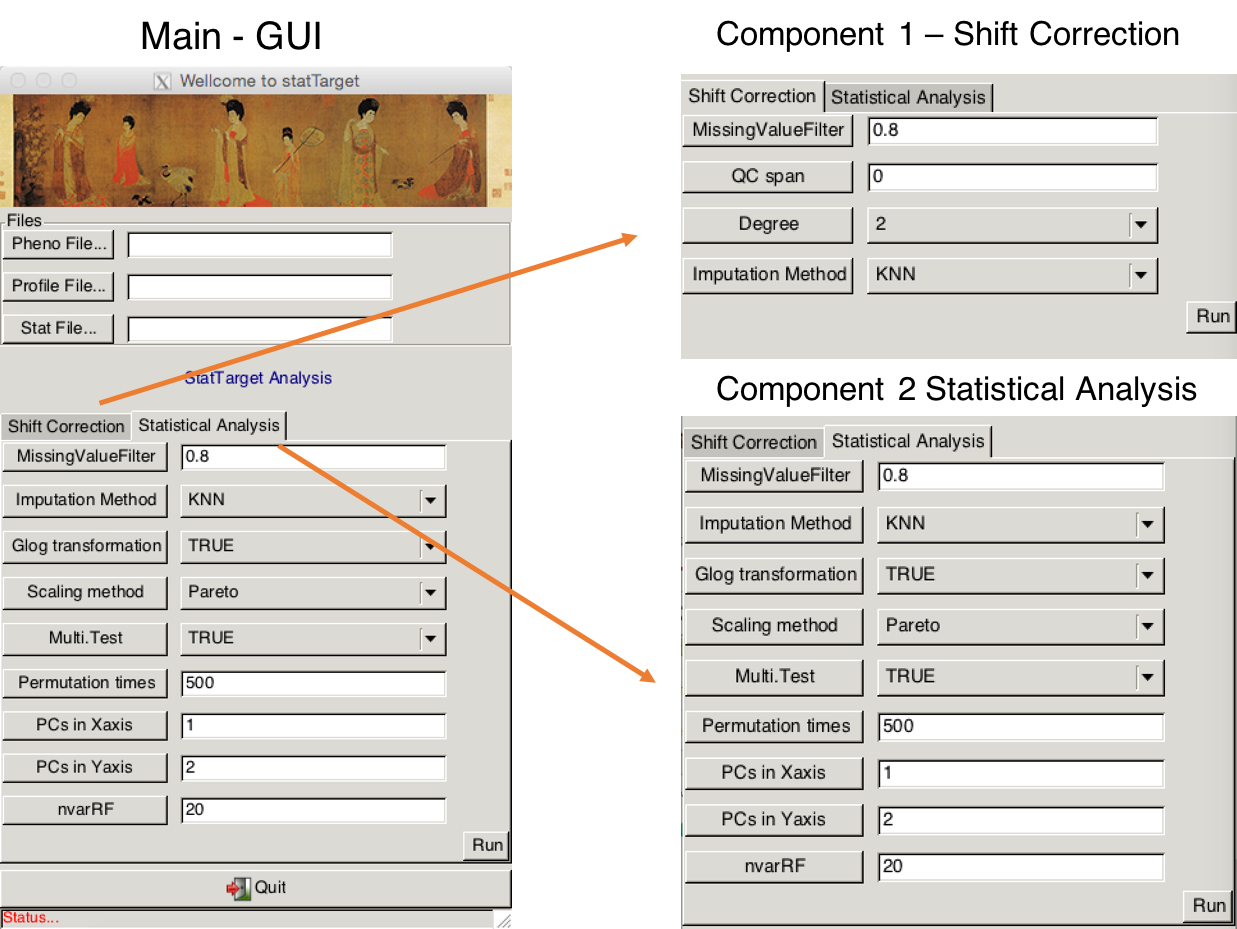 Main - GUI
Wellcome to statTarget
Files
Pheno File...
Profile File...
Stat File...
StatTarget Analysis
Shift Correction Statistical Analysis
MissingValueFilter 0.8
Imputation Method KNN
Glog transformation TRUE
Scaling method Pareto
Multi.Test TRUE
Permutation times 500
PCs in Xaxis 1
PCs in Yaxis 2
nvarRF 20
Run
Quit
Status...
Component 1 – Shift Correction
Shift Correction Statistical Analysis
MissingValueFilter 0.8
QC span 0
Degree 2
Imputation Method KNN
Run
Component 2 Statistical Analysis
Shift Correction Statistical Analysis
MissingValueFilter 0.8
Imputation Method KNN
Glog transformation TRUE
Scaling method Pareto
Multi.Test TRUE
Permutation times 500
PCs in Xaxis 1
PCs in Yaxis 2
nvarRF 20
Run